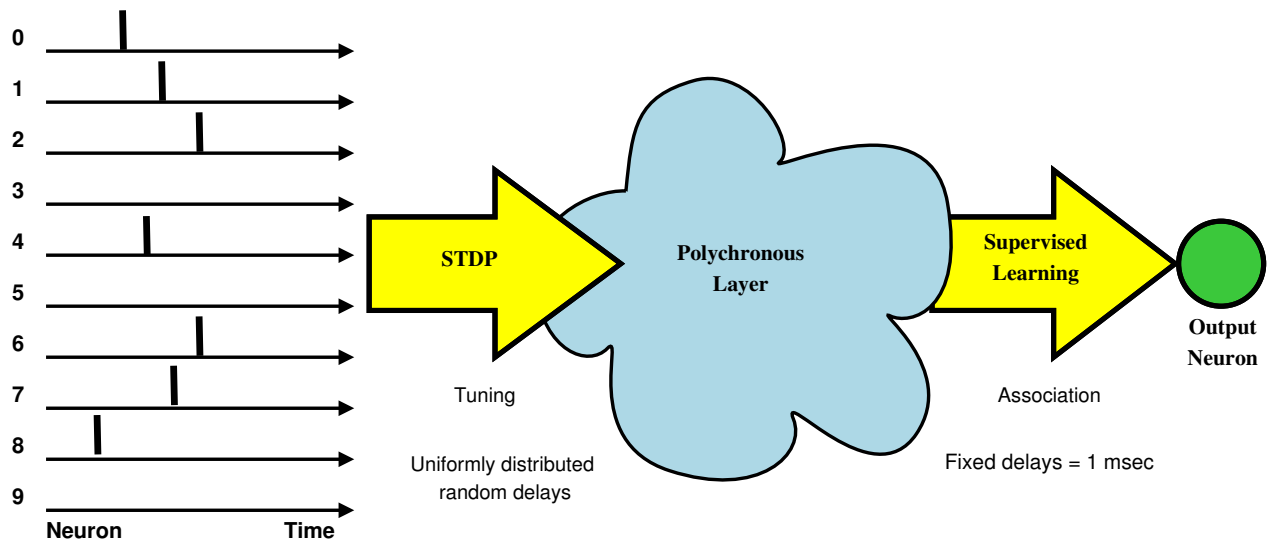 0
1
2
3
4
5
6
7
8
9
Neuron
Time
STDP
Tuning
Uniformly distributed
random delays
Polychronous
Layer
Supervised
Learning
Association
Fixed delays = 1 msec
Output
Neuron